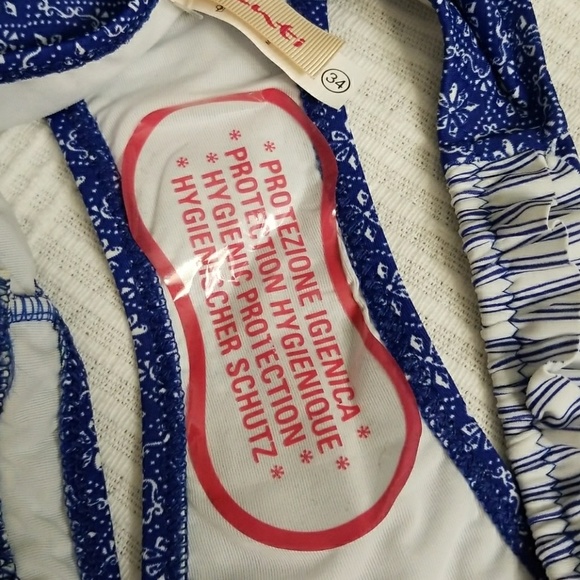 34
* PROTEZIONE IGIENICA *
* PROTECTION HYGIENIQUE *
* HYGIENIC PROTECTION *
* HYGIENISCHER SCHUTZ *